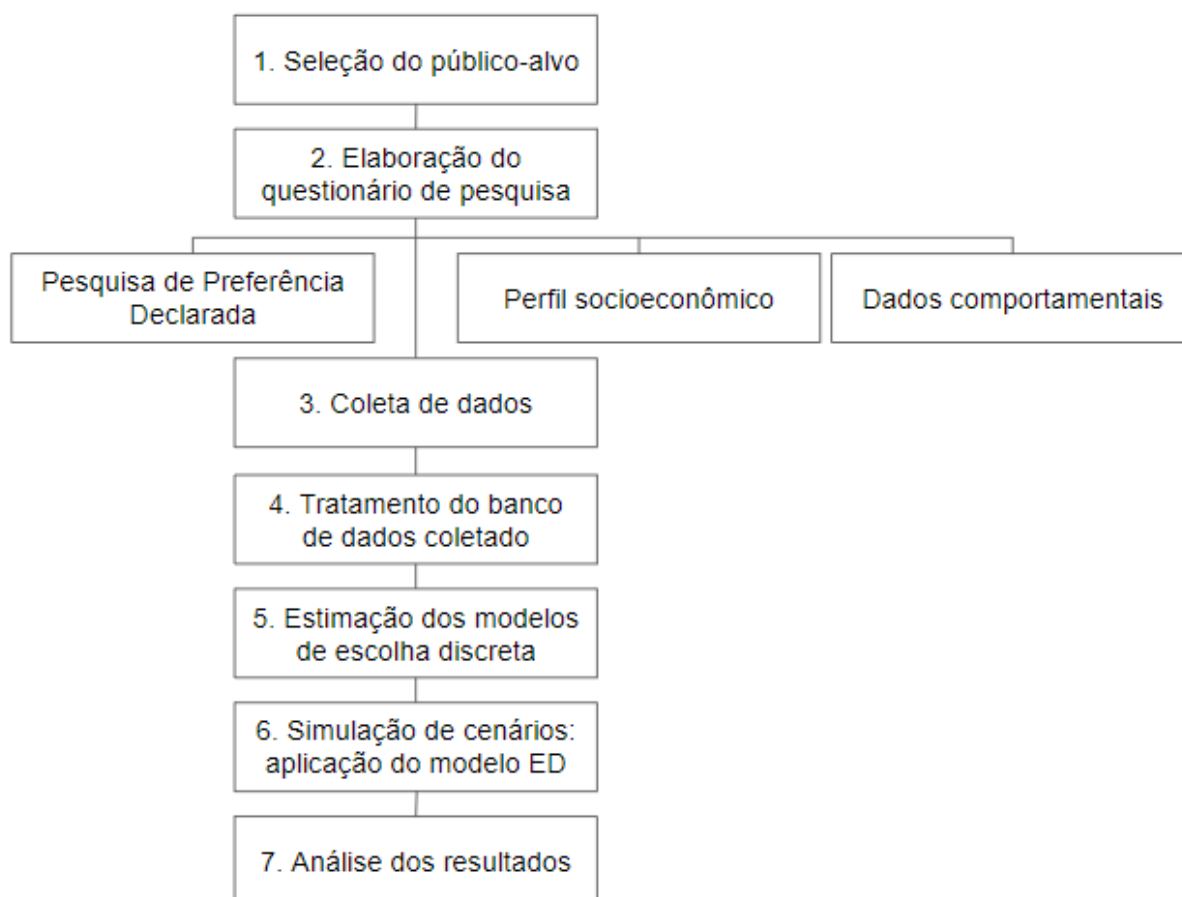 1. Seleção do público-alvo
2. Elaboração do
questionário de pesquisa
Pesquisa de Preferência
Declarada
Perfil socioeconômico
Dados comportamentais
3. Coleta de dados
4. Tratamento do banco
de dados coletado
5. Estimação dos modelos
de escolha discreta
6. Simulação de cenários:
aplicação do modelo ED
7. Análise dos resultados